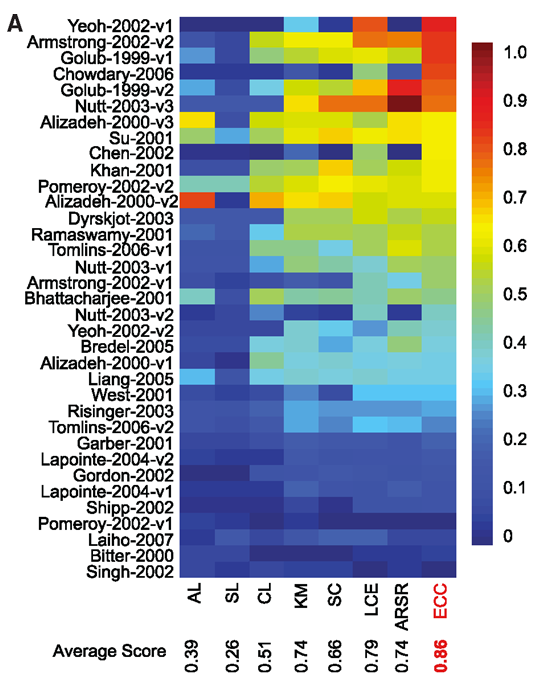 A
Yeoh-2002-v1
Armstrong-2002-v2
Golub-1999-v1
Chowdary-2006
Golub-1999-v2
Nutt-2003-v3
Alizadeh-2000-v3
Su-2001
Chen-2002
Khan-2001
Pomeroy-2002-v2
Alizadeh-2000-v2
Dyrskjot-2003
Ramaswamy-2001
Tomlins-2006-v1
Nutt-2003-v1
Armstrong-2002-v1
Bhattacharjee-2001
Nutt-2003-v2
Yeoh-2002-v2
Bredel-2005
Alizadeh-2000-v1
Liang-2005
West-2001
Risinger-2003
Tomlins-2006-v2
Garber-2001
Lapointe-2004-v2
Gordon-2002
Lapointe-2004-v1
Shipp-2002
Pomeroy-2002-v1
Laiho-2007
Bitter-2000
Singh-2002
1.0
0.9
0.8
0.7
0.6
0.5
0.4
0.3
0.2
0.1
0
AL SL CL KM SC LCE ARSR ECC
Average Score 0.39 0.26 0.51 0.74 0.66 0.79 0.74 0.86